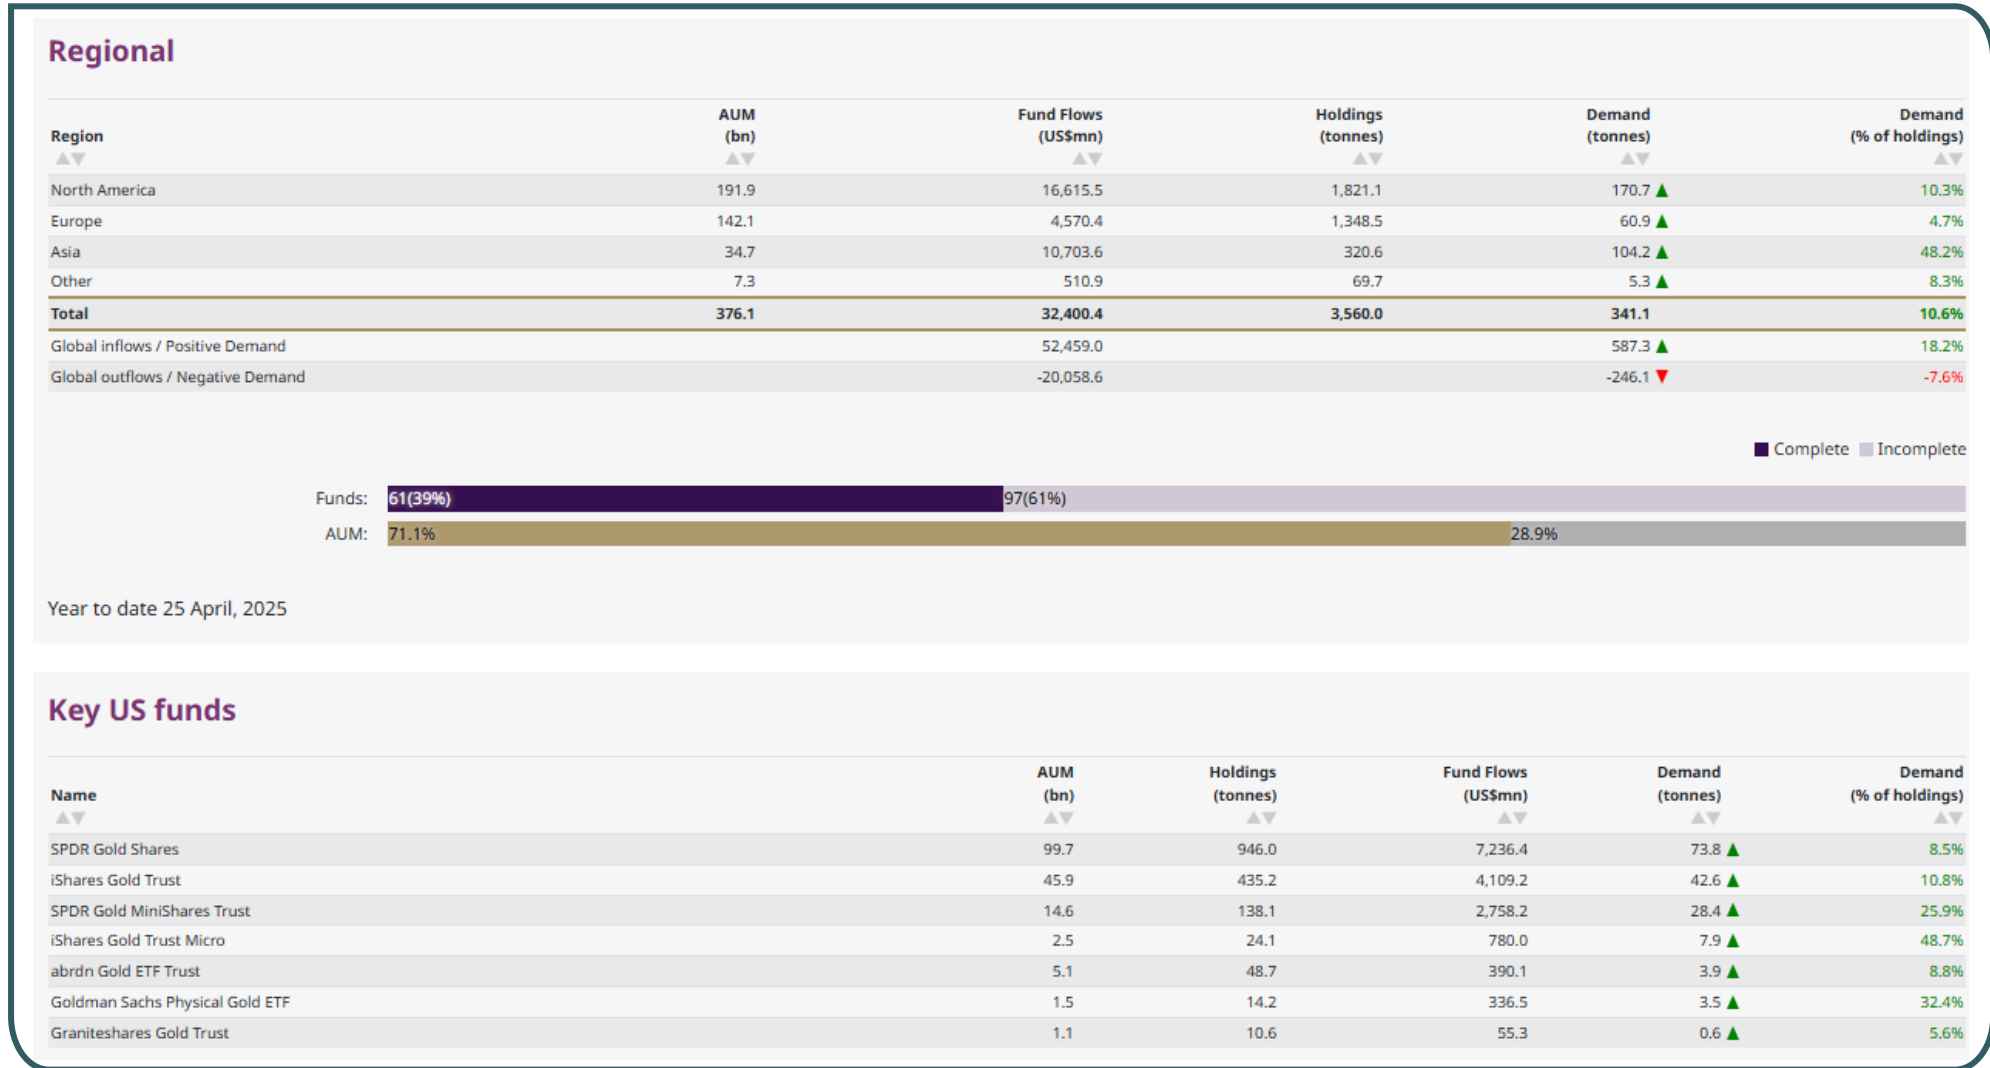 Regional
AUM Fund Flows Holdings Demand Demand
Region (bn) (US$mn) (tonnes) (tonnes) (% of holdings)
North America 191.9 16,615.5 1,821.1 170.7 ▲ 10.3%
Europe 142.1 4,570.4 1,348.5 60.9 ▲ 4.7%
Asia 34.7 10,703.6 320.6 104.2 ▲ 48.2%
Other 7.3 510.9 69.7 5.3 ▲ 8.3%
Total 376.1 32,400.4 3,560.0 341.1 10.6%
Global inflows / Positive Demand 52,459.0 587.3 ▲ 18.2%
Global outflows / Negative Demand -20,058.6 -246.1 ▼ -7.6%
Complete Incomplete
Funds: 61(39%) 97(61%)
AUM: 71.1% 28.9%
Year to date 25 April, 2025
Key US funds
AUM Holdings Fund Flows Demand Demand
Name (bn) (tonnes) (US$mn) (tonnes) (% of holdings)
SPDR Gold Shares 99.7 946.0 7,236.4 73.8 ▲ 8.5%
iShares Gold Trust 45.9 435.2 4,109.2 42.6 ▲ 10.8%
SPDR Gold MiniShares Trust 14.6 138.1 2,758.2 28.4 ▲ 25.9%
iShares Gold Trust Micro 2.5 24.1 780.0 7.9 ▲ 48.7%
abrdn Gold ETF Trust 5.1 48.7 390.1 3.9 ▲ 8.8%
Goldman Sachs Physical Gold ETF 1.5 14.2 336.5 3.5 ▲ 32.4%
Graniteshares Gold Trust 1.1 10.6 55.3 0.6 ▲ 5.6%